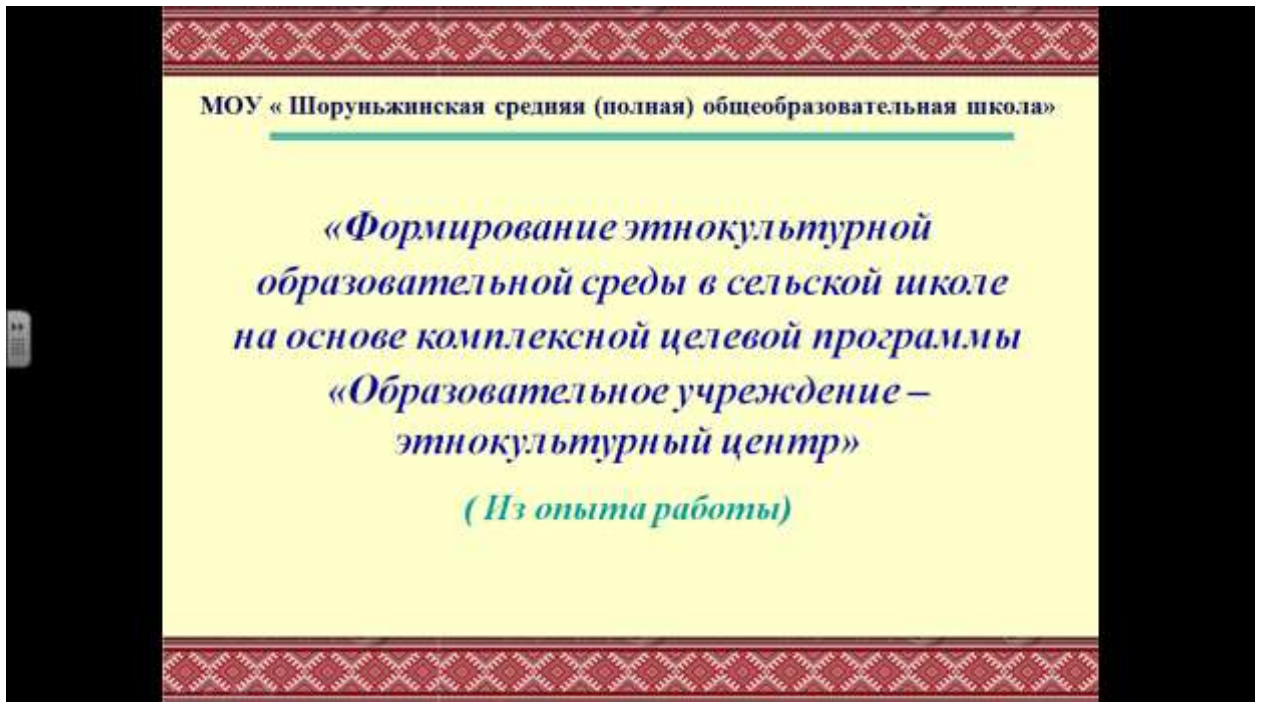 МОУ « Шоруньжинская средняя (полная) общеобразовательная школа»
«Формирование этнокультурной
образовательной среды в сельской школе
на основе комплексной целевой программы
«Образовательное учреждение –
этнокультурный центр»
( Из опыта работы)